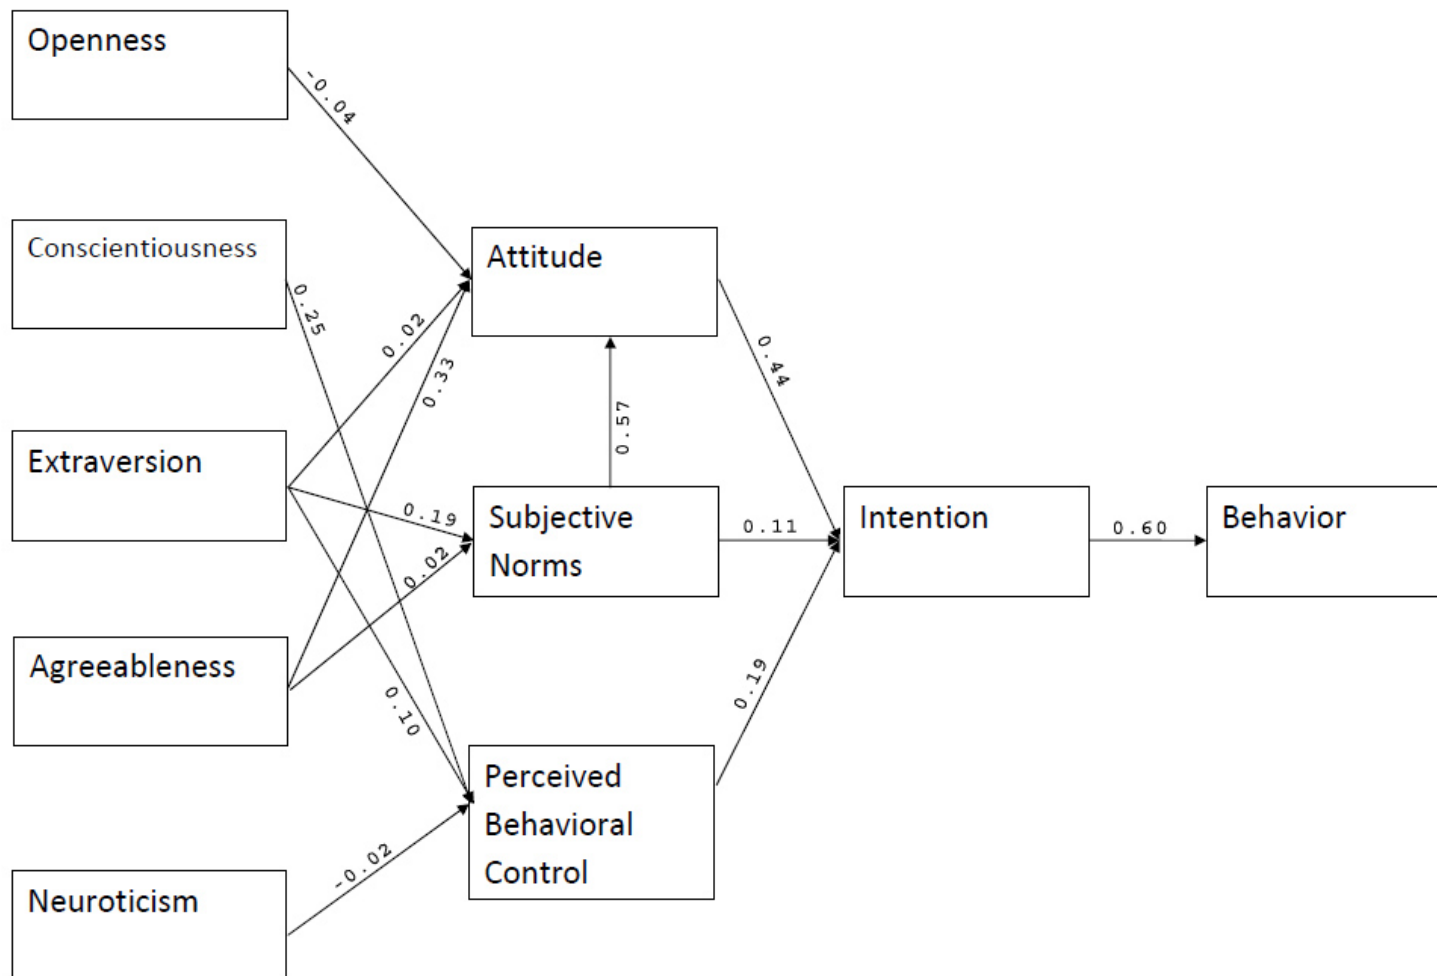 Openness
-0.04
Conscientiousness
0.25
Attitude
0.02
0.33
0.44
0.57
Extraversion
0.19
Subjective
Norms
0.11
Intention
0.60
Behavior
0.02
Agreeableness
0.10
0.19
Perceived
Behavioral
Control
-0.02
Neuroticism